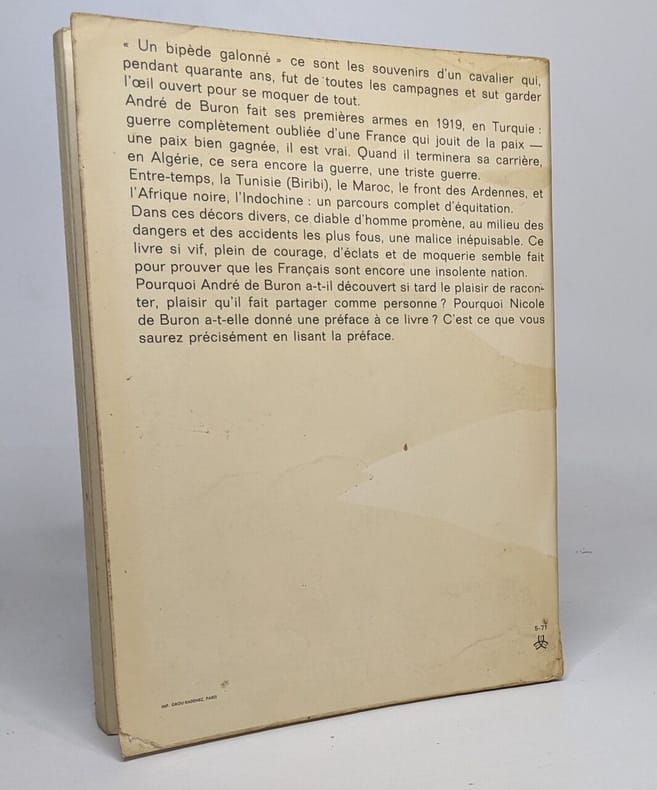 « Un bipède galonné » ce sont les souvenirs d'un cavalier qui,
pendant quarante ans, fut de toutes les campagnes et sut garder
l'œil ouvert pour se moquer de tout.
André de Buron fait ses premières armes en 1919, en Turquie :
guerre complètement oubliée d'une France qui jouit de la paix —
une paix bien gagnée, il est vrai. Quand il terminera sa carrière,
en Algérie, ce sera encore la guerre, une triste guerre.
Entre-temps, la Tunisie (Biribi), le Maroc, le front des Ardennes, et
l'Afrique noire, l'Indochine : un parcours complet d'équitation.
Dans ces décors divers, ce diable d'homme promène, au milieu des
dangers et des accidents les plus fous, une malice inépuisable. Ce
livre si vif, plein de courage, d'éclats et de moquerie semble fait
pour prouver que les Français sont encore une insolente nation.
Pourquoi André de Buron a-t-il découvert si tard le plaisir de racon-
ter, plaisir qu'il fait partager comme personne ? Pourquoi Nicole
de Buron a-t-elle donné une préface à ce livre ? C'est ce que vous
saurez précisément en lisant la préface.
5-71
IMP. GROU-RADENEZ, PARIS